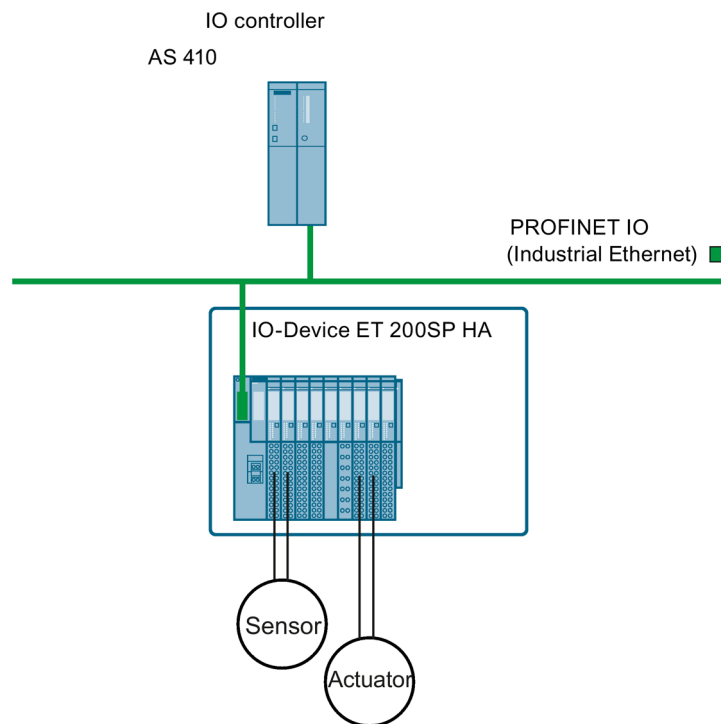 IO controller
AS 410
PROFINET IO
(Industrial Ethernet)
IO-Device ET 200SP HA
Sensor
Actuator